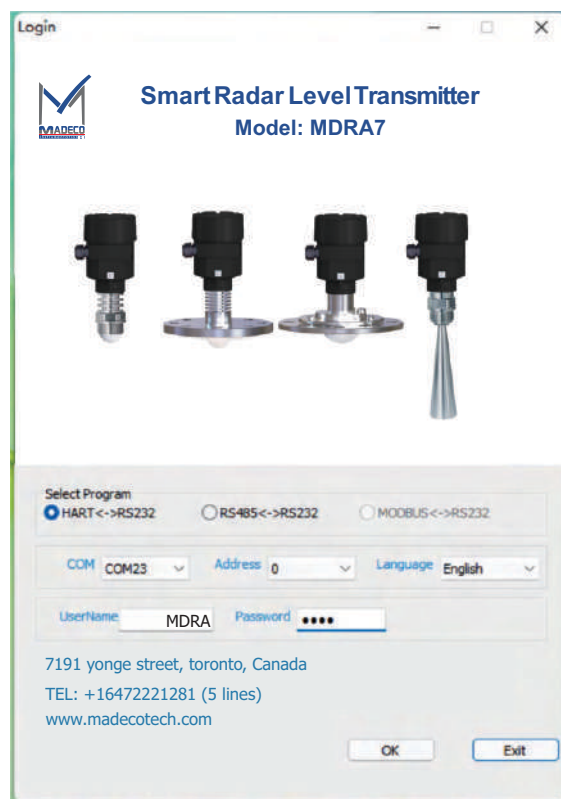 Login
MADECO
Smart Radar Level Transmitter
Model: MDRA7
Select Program
HART<->RS232 RS485<->RS232 MODBUS<->RS232
COM COM23 Address 0 Language English
UserName MDRA Password ••••
7191 yonge street, toronto, Canada
TEL: +16472221281 (5 lines)
www.madecotech.com
OK Exit